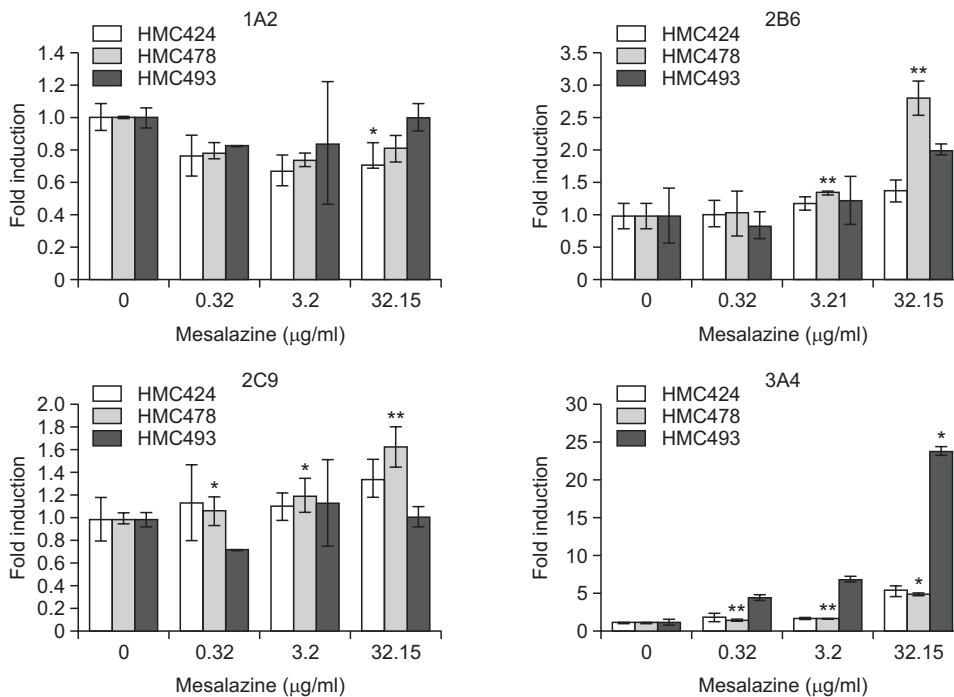 1A2
HMC424
HMC478
HMC493
Fold induction
1.4
1.2
1.0
0.8
0.6
0.4
0.2
0
0 0.32 3.2 32.15
*
Mesalazine (μg/ml)
2B6
HMC424
HMC478
HMC493
Fold induction
3.5
3.0
2.5
2.0
1.5
1.0
0.5
0
** **
0 0.32 3.21 32.15
Mesalazine (μg/ml)
2C9
HMC424
HMC478
HMC493
Fold induction
2.0
1.8
1.6
1.4
1.2
1.0
0.8
0.6
0.4
0.2
0
* * **
0 0.32 3.2 32.15
Mesalazine (μg/ml)
3A4
HMC424
HMC478
HMC493
Fold induction
30
25
20
15
10
5
0
** ** * *
0 0.32 3.2 32.15
Mesalazine (μg/ml)